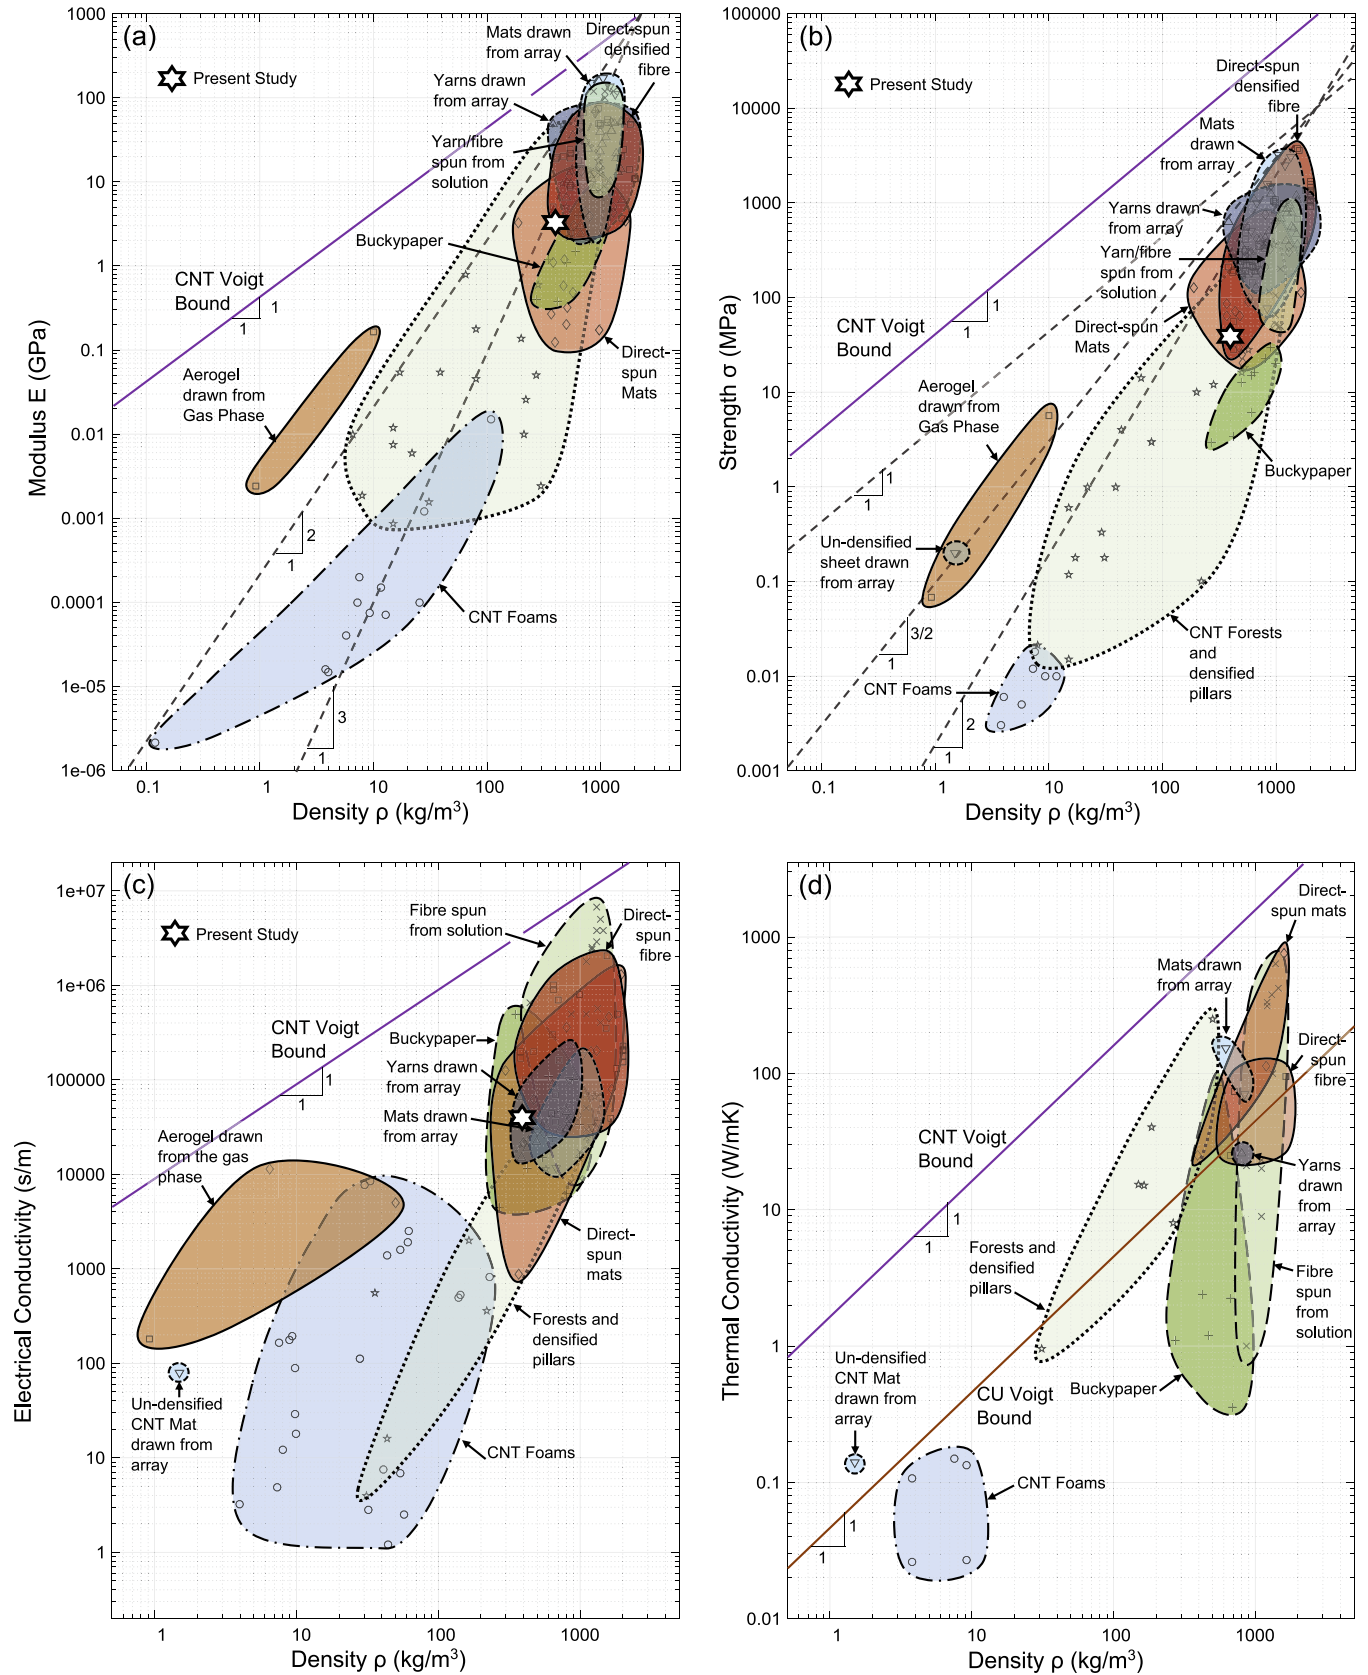 (a)
Present Study
Mats drawn
from array
Direct-spun
densified
fibre
Yarns drawn
from array
Yarn/fibre
spun from
solution
Buckypaper
CNT Voigt
Bound
1
1
Aerogel
drawn from
Gas Phase
Direct-
spun
Mats
2
1
CNT Foams
3
1
1000
100
10
1
0.1
0.01
0.001
0.0001
1e-05
1e-06
Modulus E (GPa)
0.1
1
10
100
1000
Density ρ (kg/m³)
(b)
Present Study
Direct-spun
densified
fibre
Mats
drawn
from array
Yarns drawn
from array
Yarn/fibre
spun from
solution
Direct-spun
Mats
CNT Voigt
Bound
1
1
Aerogel
drawn from
Gas Phase
Buckypaper
1
1
Un-densified
sheet drawn
from array
3/2
1
CNT Forests
and
densified
pillars
CNT Foams
2
1
100000
10000
1000
100
10
1
0.1
0.01
0.001
Strength σ (MPa)
0.1
1
10
100
1000
Density ρ (kg/m³)
(c)
Present Study
Fibre spun
from solution
Direct-
spun
fibre
CNT Voigt
Bound
1
1
Buckypaper
Yarns drawn
from array
Mats drawn
from array
Aerogel drawn
from the gas
phase
Direct-
spun
mats
Forests and
densified
pillars
Un-densified
CNT Mat
drawn from
array
CNT Foams
1e+07
1e+06
100000
10000
1000
100
10
1
Electrical Conductivity (s/m)
1
10
100
1000
Density ρ (kg/m³)
(d)
Direct-
spun mats
Mats drawn
from array
Direct-
spun
fibre
CNT Voigt
Bound
1
1
Yarns
drawn
from
array
Forests and
densified
pillars
Fibre
spun
from
solution
Un-densified
CNT Mat
drawn from
array
Buckypaper
CU Voigt
Bound
CNT Foams
1
1
1000
100
10
1
0.1
0.01
Thermal Conductivity (W/mK)
1
10
100
1000
Density ρ (kg/m³)